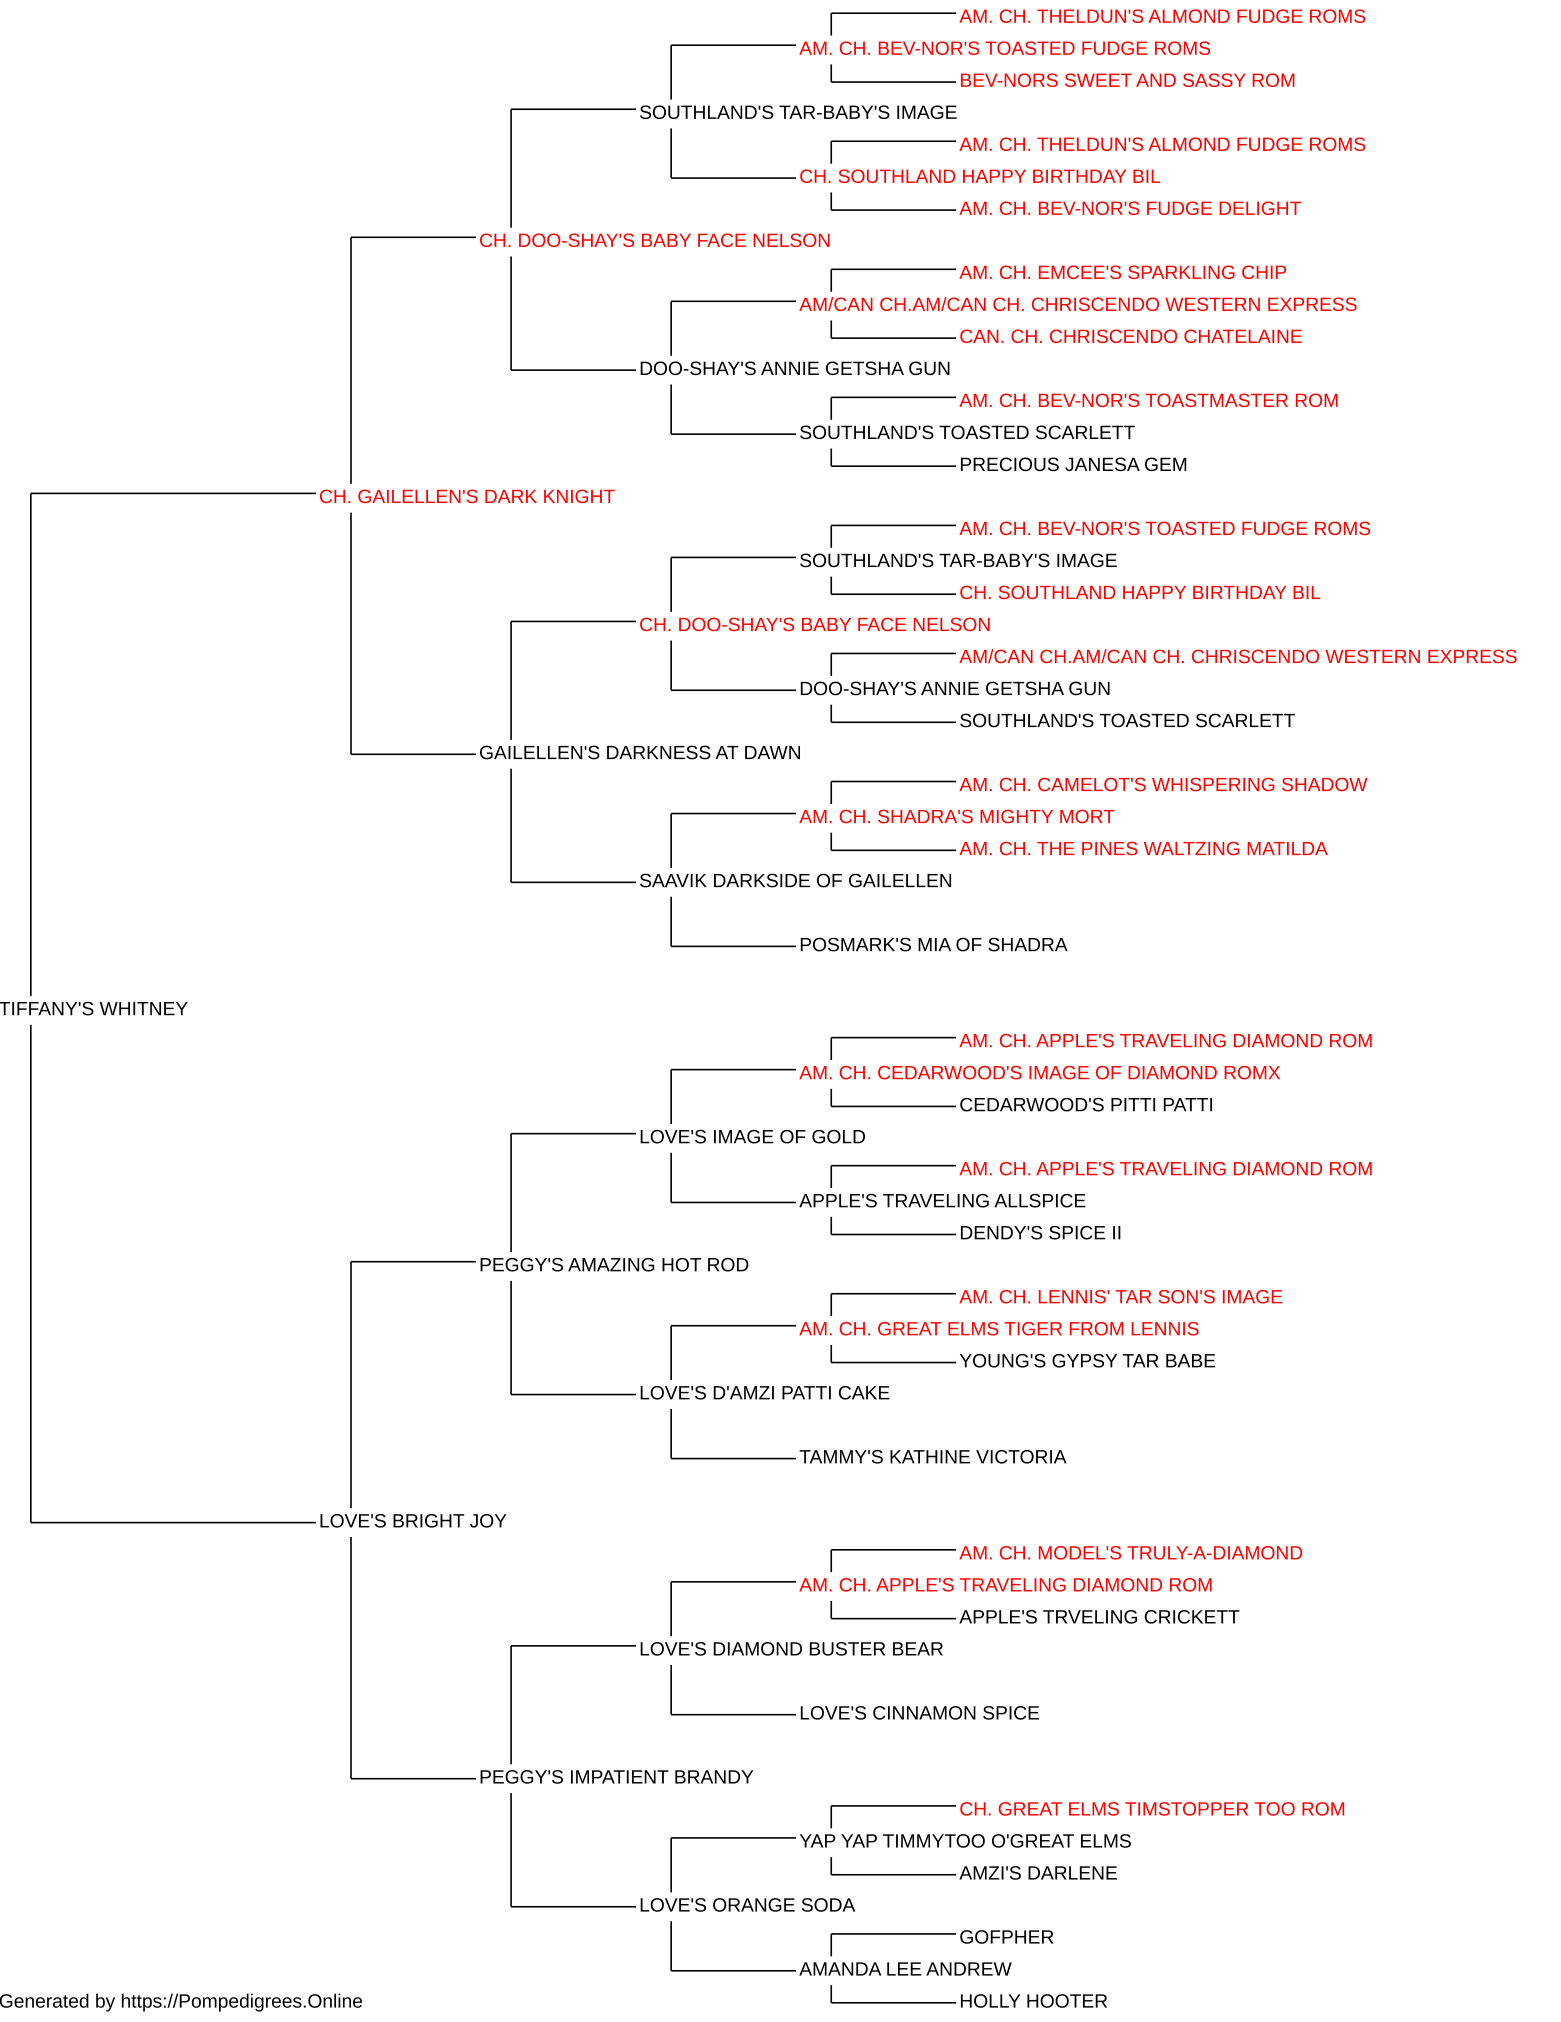 AM. CH. THELDUN'S ALMOND FUDGE ROMS
AM. CH. BEV-NOR'S TOASTED FUDGE ROMS
BEV-NORS SWEET AND SASSY ROM
SOUTHLAND'S TAR-BABY'S IMAGE
AM. CH. THELDUN'S ALMOND FUDGE ROMS
CH. SOUTHLAND HAPPY BIRTHDAY BIL
AM. CH. BEV-NOR'S FUDGE DELIGHT
CH. DOO-SHAY'S BABY FACE NELSON
AM. CH. EMCEE'S SPARKLING CHIP
AM/CAN CH.AM/CAN CH. CHRISCENDO WESTERN EXPRESS
CAN. CH. CHRISCENDO CHATELAINE
DOO-SHAY'S ANNIE GETSHA GUN
AM. CH. BEV-NOR'S TOASTMASTER ROM
SOUTHLAND'S TOASTED SCARLETT
PRECIOUS JANESA GEM
CH. GAILELLEN'S DARK KNIGHT
AM. CH. BEV-NOR'S TOASTED FUDGE ROMS
SOUTHLAND'S TAR-BABY'S IMAGE
CH. SOUTHLAND HAPPY BIRTHDAY BIL
CH. DOO-SHAY'S BABY FACE NELSON
AM/CAN CH.AM/CAN CH. CHRISCENDO WESTERN EXPRESS
DOO-SHAY'S ANNIE GETSHA GUN
SOUTHLAND'S TOASTED SCARLETT
GAILELLEN'S DARKNESS AT DAWN
AM. CH. CAMELOT'S WHISPERING SHADOW
AM. CH. SHADRA'S MIGHTY MORT
AM. CH. THE PINES WALTZING MATILDA
SAAVIK DARKSIDE OF GAILELLEN
POSMARK'S MIA OF SHADRA
TIFFANY'S WHITNEY
AM. CH. APPLE'S TRAVELING DIAMOND ROM
AM. CH. CEDARWOOD'S IMAGE OF DIAMOND ROMX
CEDARWOOD'S PITTI PATTI
LOVE'S IMAGE OF GOLD
AM. CH. APPLE'S TRAVELING DIAMOND ROM
APPLE'S TRAVELING ALLSPICE
DENDY'S SPICE II
PEGGY'S AMAZING HOT ROD
AM. CH. LENNIS' TAR SON'S IMAGE
AM. CH. GREAT ELMS TIGER FROM LENNIS
YOUNG'S GYPSY TAR BABE
LOVE'S D'AMZI PATTI CAKE
TAMMY'S KATHINE VICTORIA
LOVE'S BRIGHT JOY
AM. CH. MODEL'S TRULY-A-DIAMOND
AM. CH. APPLE'S TRAVELING DIAMOND ROM
APPLE'S TRVELING CRICKETT
LOVE'S DIAMOND BUSTER BEAR
LOVE'S CINNAMON SPICE
PEGGY'S IMPATIENT BRANDY
CH. GREAT ELMS TIMSTOPPER TOO ROM
YAP YAP TIMMYTOO O'GREAT ELMS
AMZI'S DARLENE
LOVE'S ORANGE SODA
GOFPHER
AMANDA LEE ANDREW
HOLLY HOOTER
Generated by https://Pompedigrees.Online